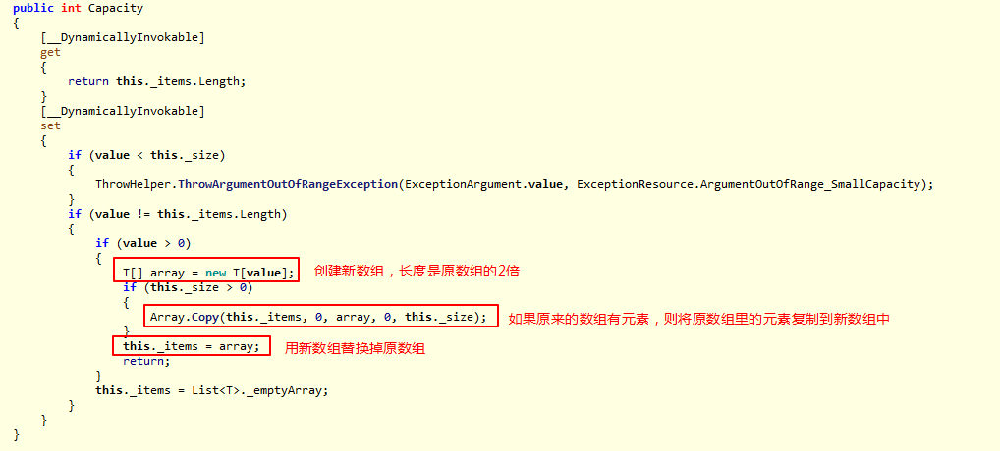 public int Capacity
{
    [__DynamicallyInvokable]
    get
    {
        return this._items.Length;
    }
    [__DynamicallyInvokable]
    set
    {
        if (value < this._size)
        {
            ThrowHelper.ThrowArgumentOutOfRangeException(ExceptionArgument.value, ExceptionResource.ArgumentOutOfRange_SmallCapacity);
        }
        if (value != this._items.Length)
        {
            if (value > 0)
            {
                T[] array = new T[value]; 创建新数组，长度是原数组的2倍
                if (this._size > 0)
                {
                    Array.Copy(this._items, 0, array, 0, this._size); 如果原来的数组有元素，则将原数组里的元素复制到新数组中
                }
                this._items = array; 用新数组替换掉原数组
                return;
            }
            this._items = List<T>._emptyArray;
        }
    }
}